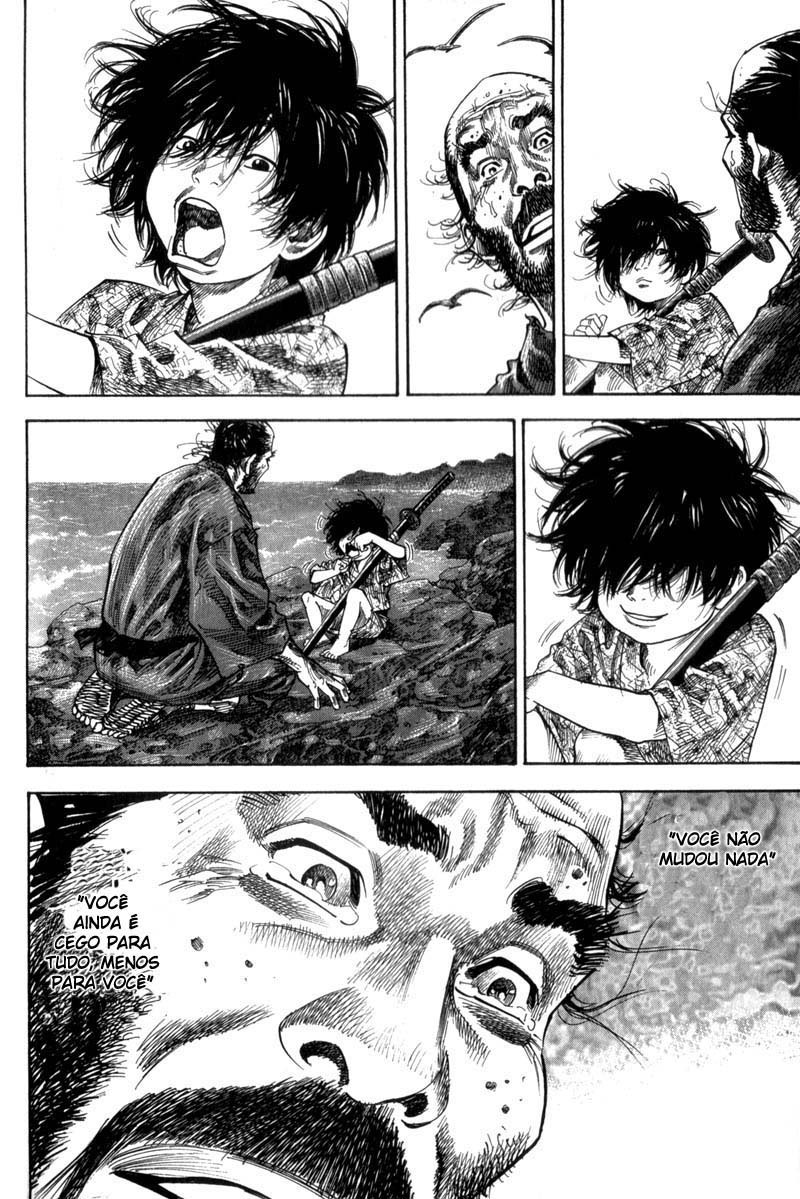 "VOCÊ NÃO
MUDOU NADA"
"VOCÊ
AINDA É
CEGO PARA
TUDO, MENOS
PARA VOCÊ"